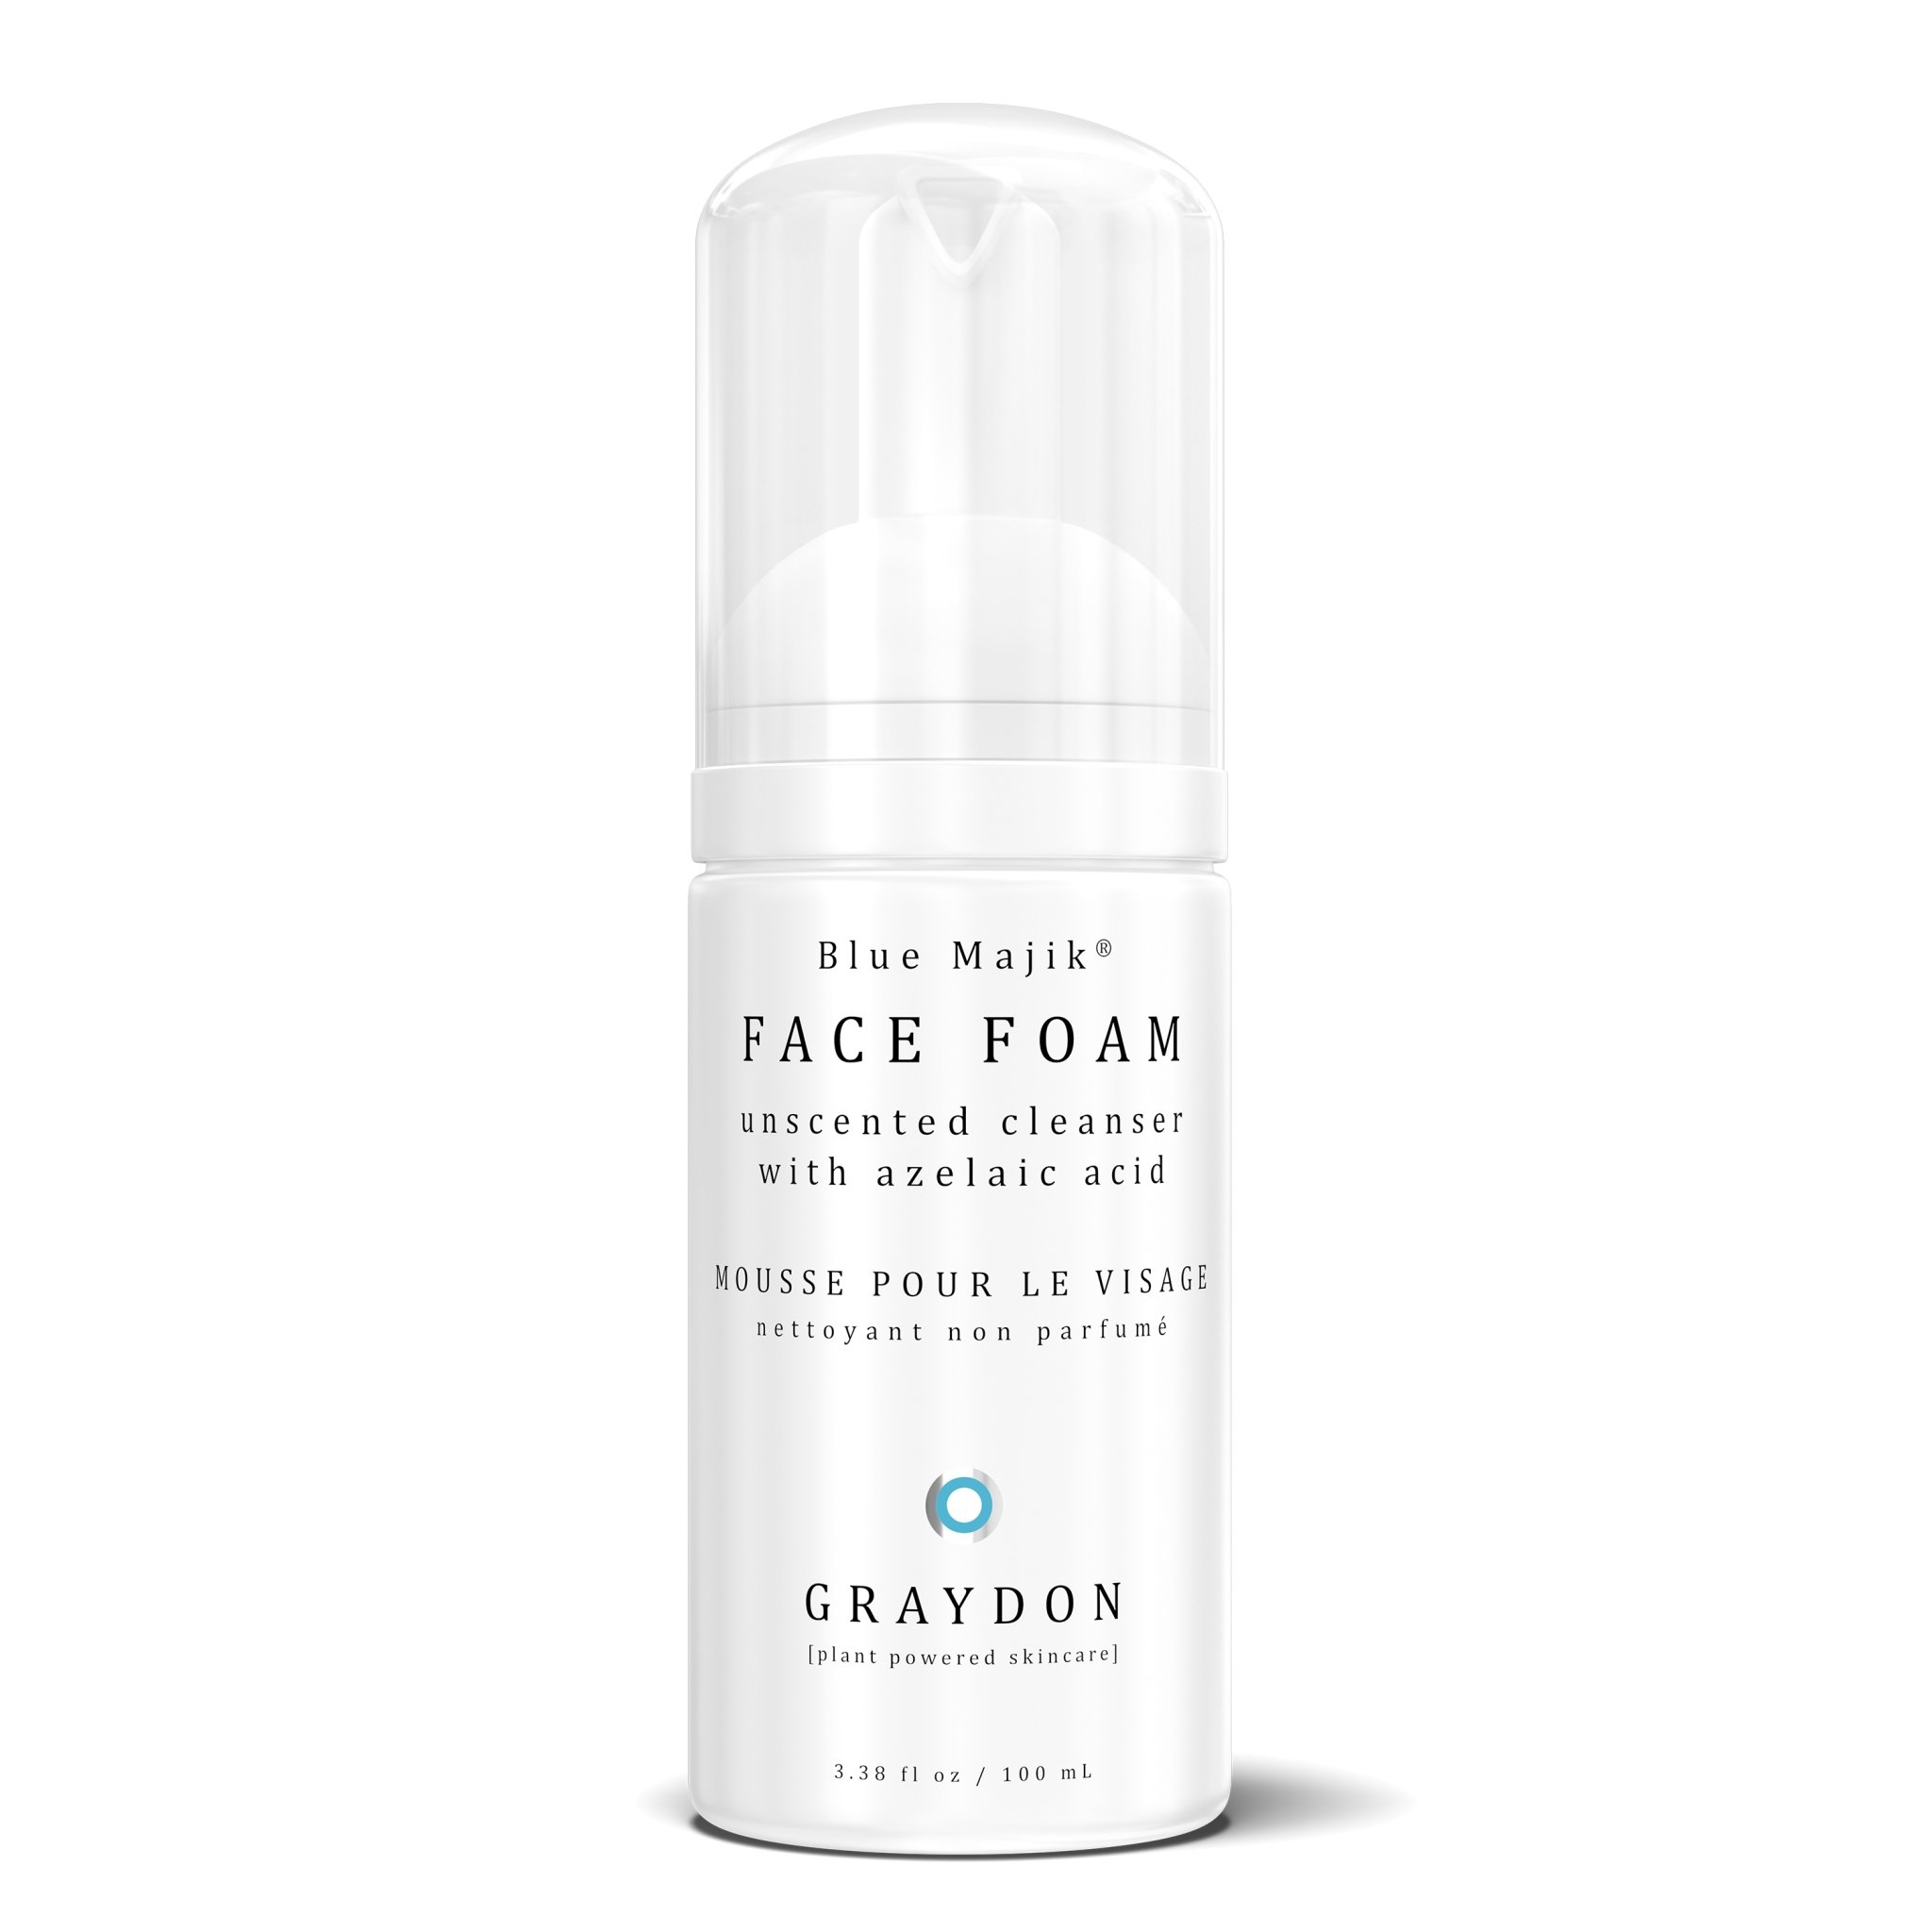 Blue Majik®
FACE FOAM
unscented cleanser
with azelaic acid
MOUSSE POUR LE VISAGE
nettoyant non parfumé
GRAYDON
[plant powered skincare]
3.38 fl oz / 100 mL